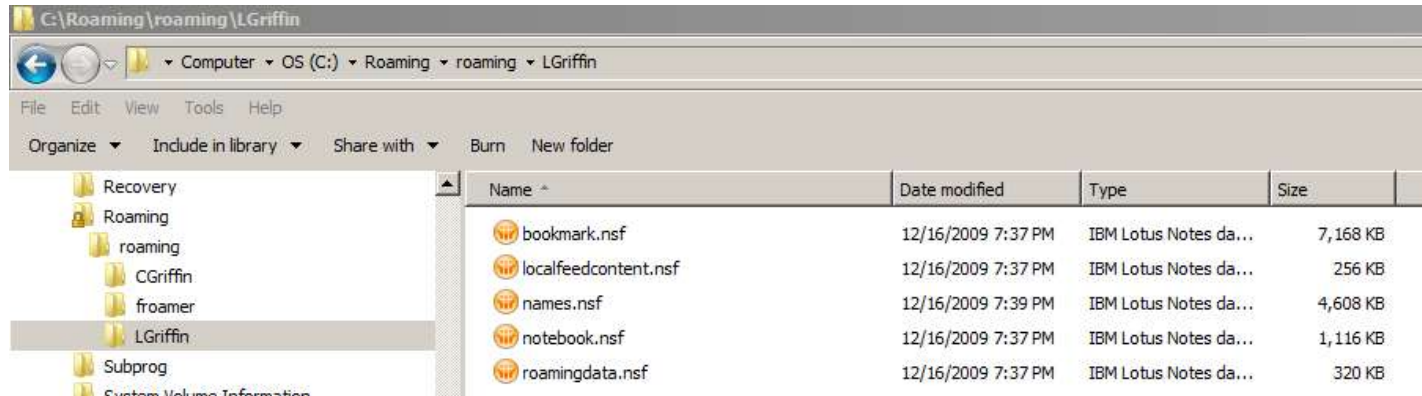 C:\Roaming\roaming\LGriffin
Computer OS (C:) Roaming roaming LGriffin
File Edit View Tools Help
Organize Include in library Share with Burn New folder
Recovery
Roaming
roaming
CGriffin
froamer
LGriffin
Subprog
System Volume Information
Name Date modified Type Size
bookmark.nsf 12/16/2009 7:37 PM IBM Lotus Notes da... 7,168 KB
localfeedcontent.nsf 12/16/2009 7:37 PM IBM Lotus Notes da... 256 KB
names.nsf 12/16/2009 7:39 PM IBM Lotus Notes da... 4,608 KB
notebook.nsf 12/16/2009 7:37 PM IBM Lotus Notes da... 1,116 KB
roamingdata.nsf 12/16/2009 7:37 PM IBM Lotus Notes da... 320 KB